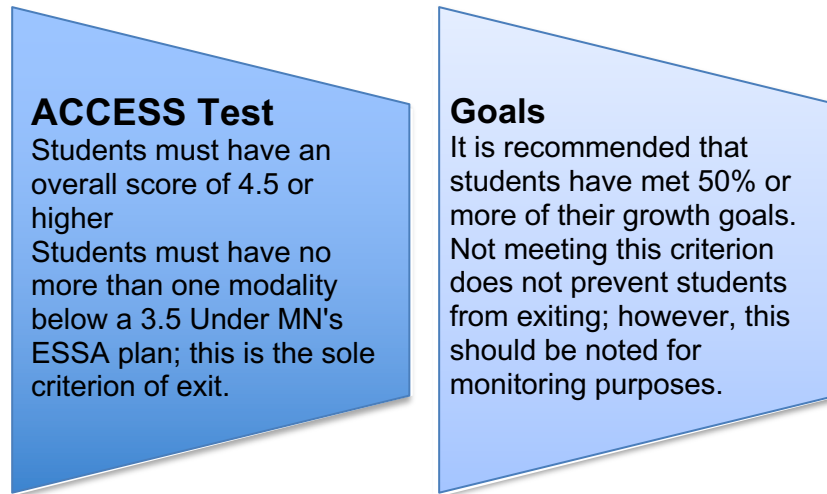 ACCESS Test
Students must have an
overall score of 4.5 or
higher
Students must have no
more than one modality
below a 3.5 Under MN's
ESSA plan; this is the sole
criterion of exit.
Goals
It is recommended that
students have met 50% or
more of their growth goals.
Not meeting this criterion
does not prevent students
from exiting; however, this
should be noted for
monitoring purposes.